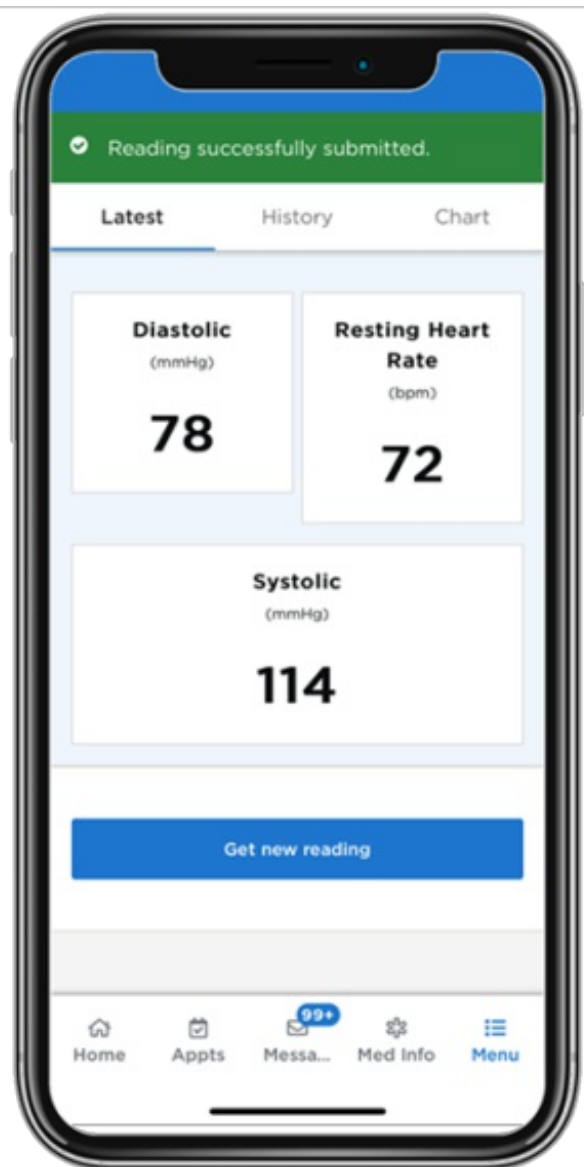 Reading successfully submitted.
Latest History Chart
Diastolic
(mmHg)
78
Resting Heart
Rate
(bpm)
72
Systolic
(mmHg)
114
Get new reading
99+
Home Appts Messa... Med Info Menu